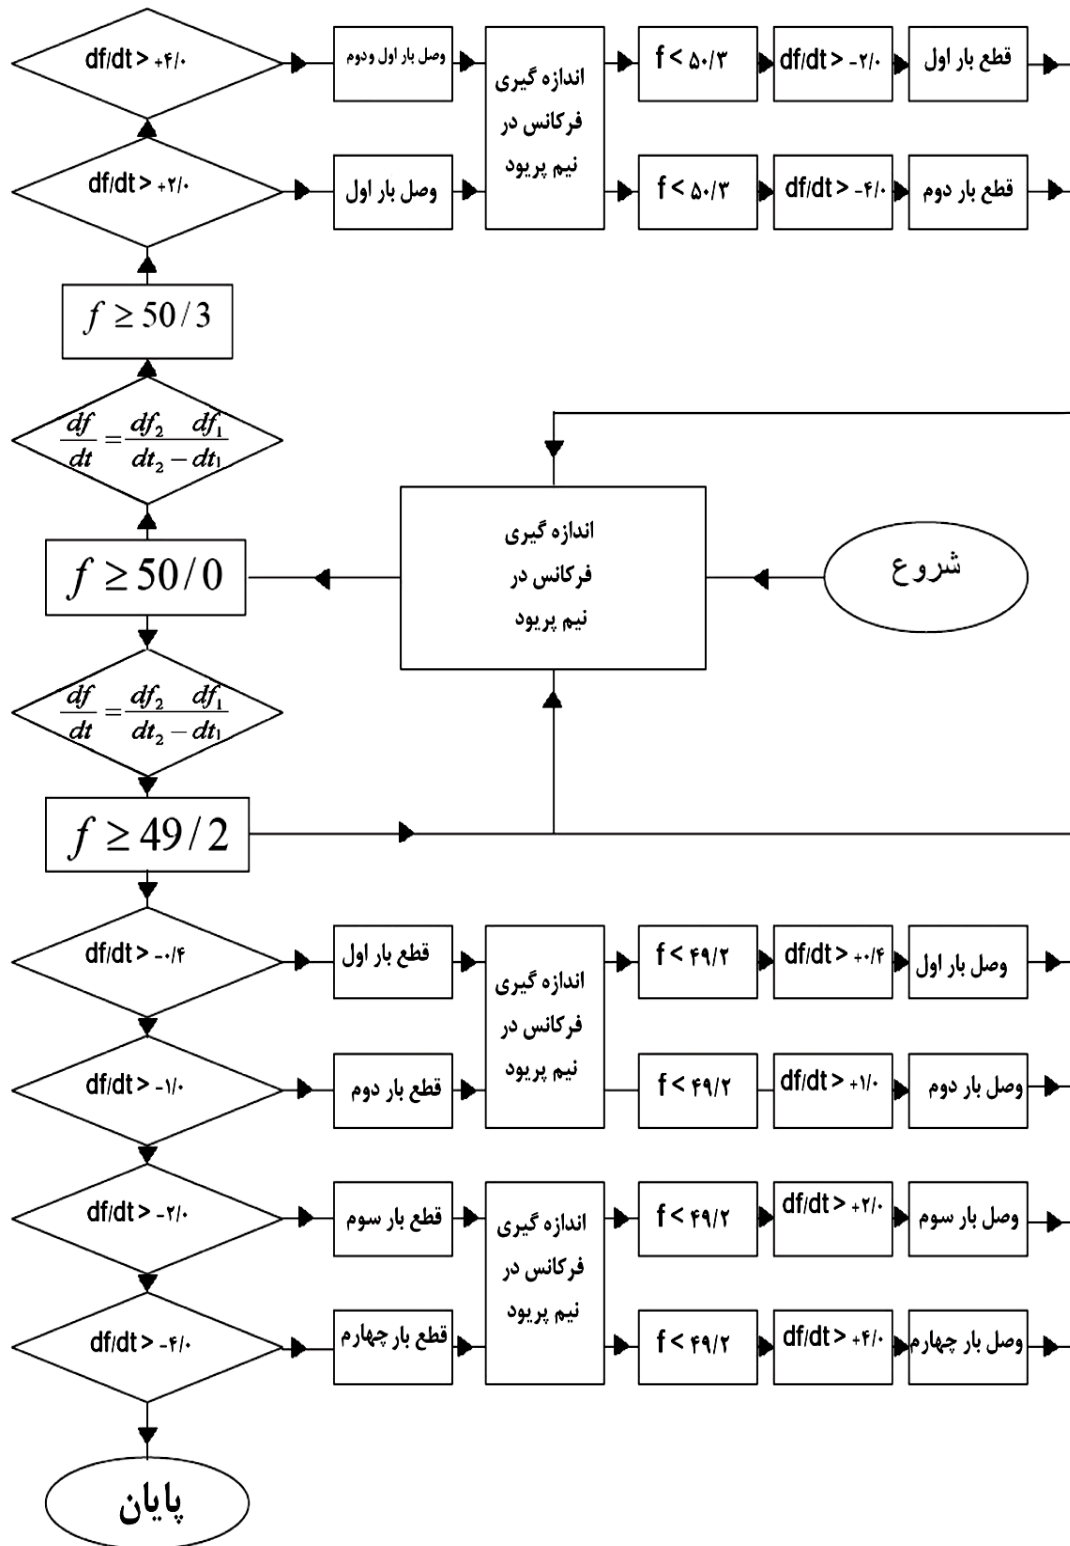 df/dt > +۴/۰
وصل بار اول ودوم
اندازه گیری
فرکانس در
نیم پریود
f < ۵۰/۳
df/dt > -۲/۰
قطع بار اول
df/dt > +۲/۰
وصل بار اول
f < ۵۰/۳
df/dt > -۴/۰
قطع بار دوم
f ≥ 50/3
df/dt = df₂ df₁ / dt₂ - dt₁
f ≥ 50/0
اندازه گیری
فرکانس در
نیم پریود
شروع
df/dt = df₂ df₁ / dt₂ - dt₁
f ≥ 49/2
df/dt > -۰/۴
قطع بار اول
اندازه گیری
فرکانس در
نیم پریود
f < ۴۹/۲
df/dt > +۰/۴
وصل بار اول
df/dt > -۱/۰
قطع بار دوم
f < ۴۹/۲
df/dt > +۱/۰
وصل بار دوم
df/dt > -۲/۰
قطع بار سوم
اندازه گیری
فرکانس در
نیم پریود
f < ۴۹/۲
df/dt > +۲/۰
وصل بار سوم
df/dt > -۴/۰
قطع بار چهارم
f < ۴۹/۲
df/dt > +۴/۰
وصل بار چهارم
پایان